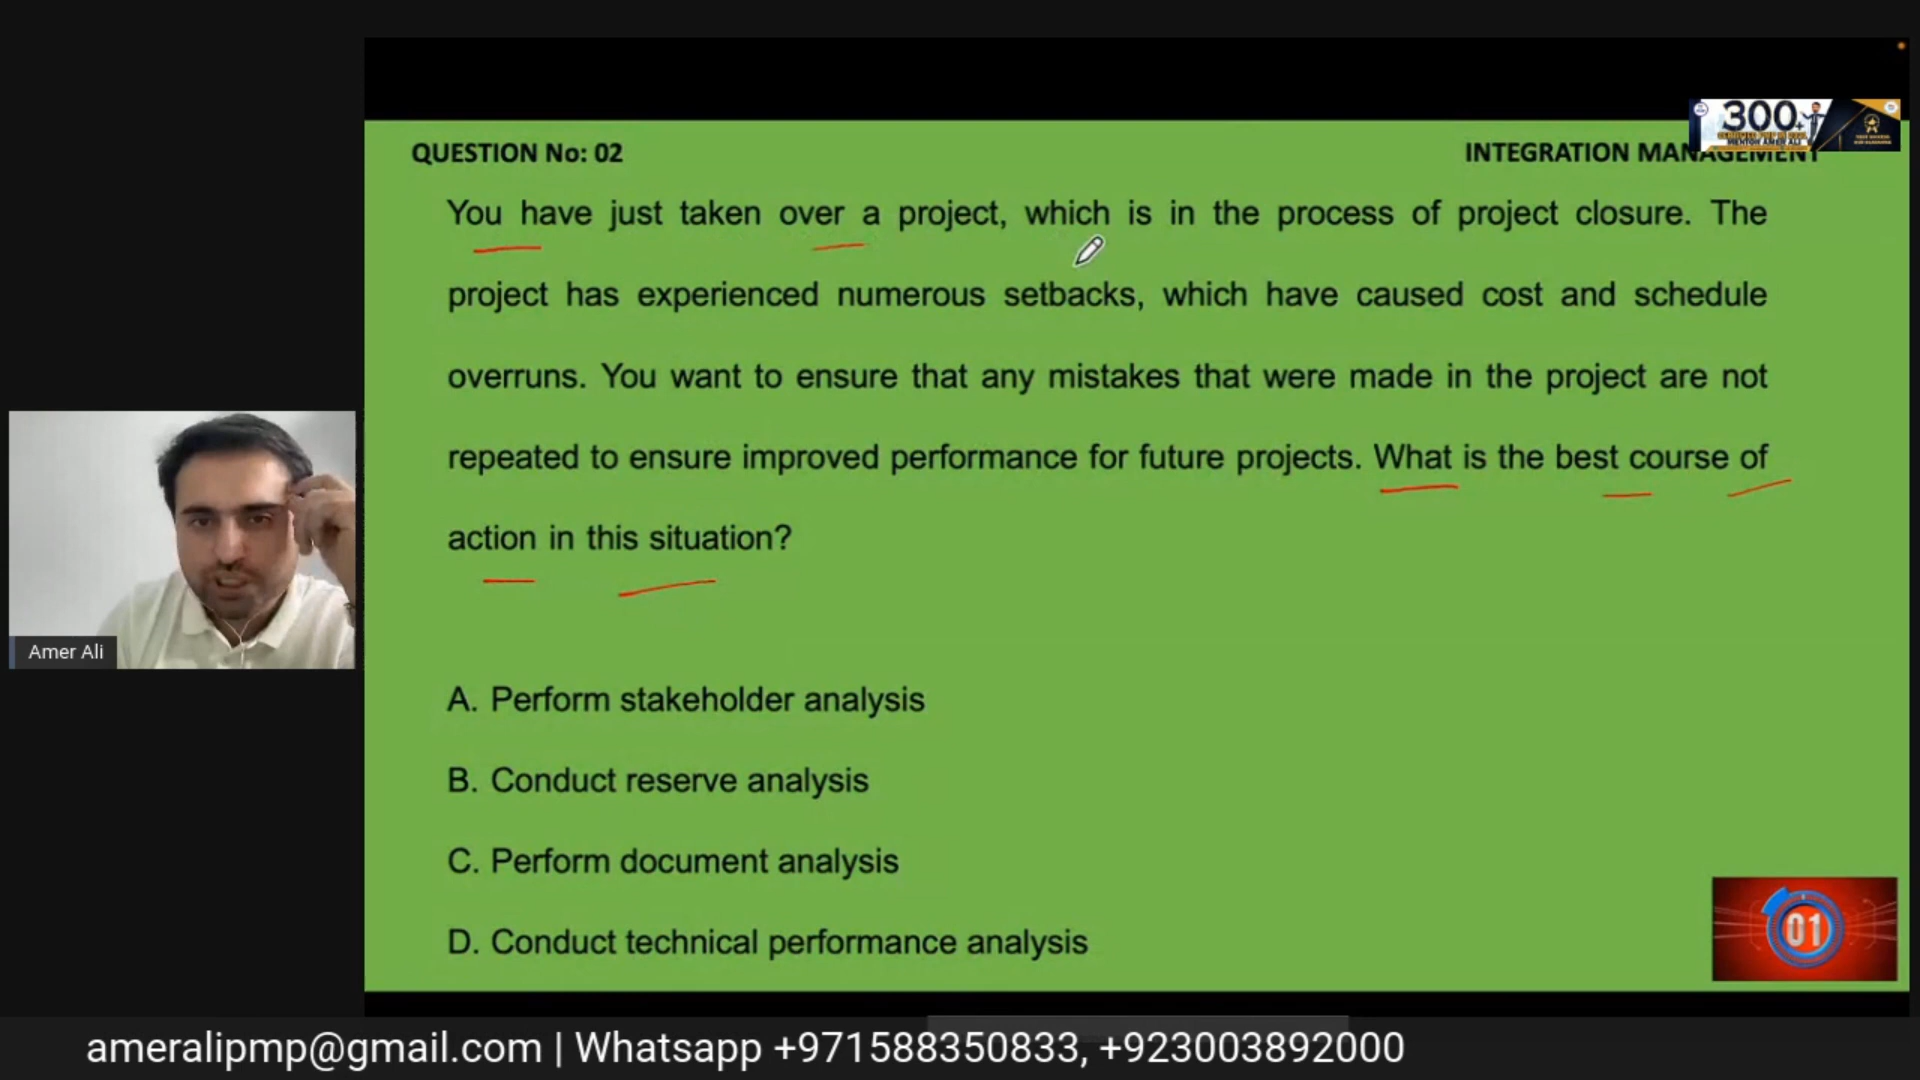 300+
MENTOR AMER ALI
QUESTION No: 02
INTEGRATION MANAGEMENT
You have just taken over a project, which is in the process of project closure. The
project has experienced numerous setbacks, which have caused cost and schedule
overruns. You want to ensure that any mistakes that were made in the project are not
repeated to ensure improved performance for future projects. What is the best course of
action in this situation?
A. Perform stakeholder analysis
B. Conduct reserve analysis
C. Perform document analysis
D. Conduct technical performance analysis
01
Amer Ali
ameralipmp@gmail.com | Whatsapp +971588350833, +923003892000